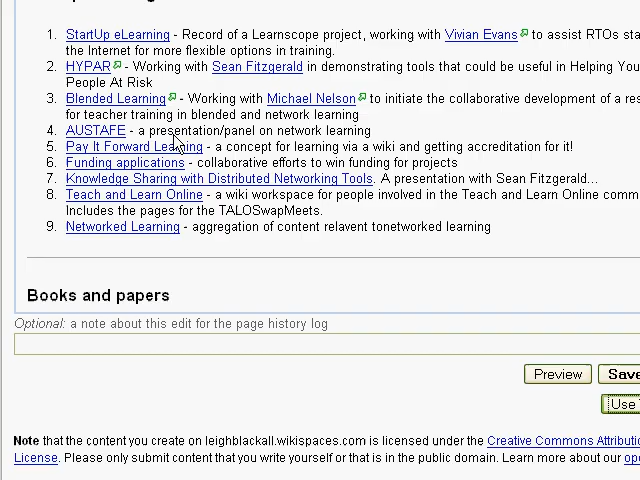 1. StartUp eLearning - Record of a Learnscope project, working with Vivian Evans to assist RTOs
the Internet for more flexible options in training.
2. HYPAR - Working with Sean Fitzgerald in demonstrating tools that could be useful in Helping
People At Risk
3. Blended Learning - Working with Michael Nelson to initiate the collaborative development of a
for teacher training in blended and network learning
4. AUSTAFE - a presentation/panel on network learning
5. Pay It Forward Learning - a concept for learning via a wiki and getting accreditation for it!
6. Funding applications - collaborative efforts to win funding for projects
7. Knowledge Sharing with Distributed Networking Tools. A presentation with Sean Fitzgerald...
8. Teach and Learn Online - a wiki workspace for people involved in the Teach and Learn Online
Includes the pages for the TALOSwapMeets.
9. Networked Learning - aggregation of content relavent tonetworked learning
Books and papers
Optional: a note about this edit for the page history log
Preview Save
Use
Note that the content you create on leighblackall.wikispaces.com is licensed under the Creative Commons
License. Please only submit content that you write yourself or that is in the public domain. Learn more about our